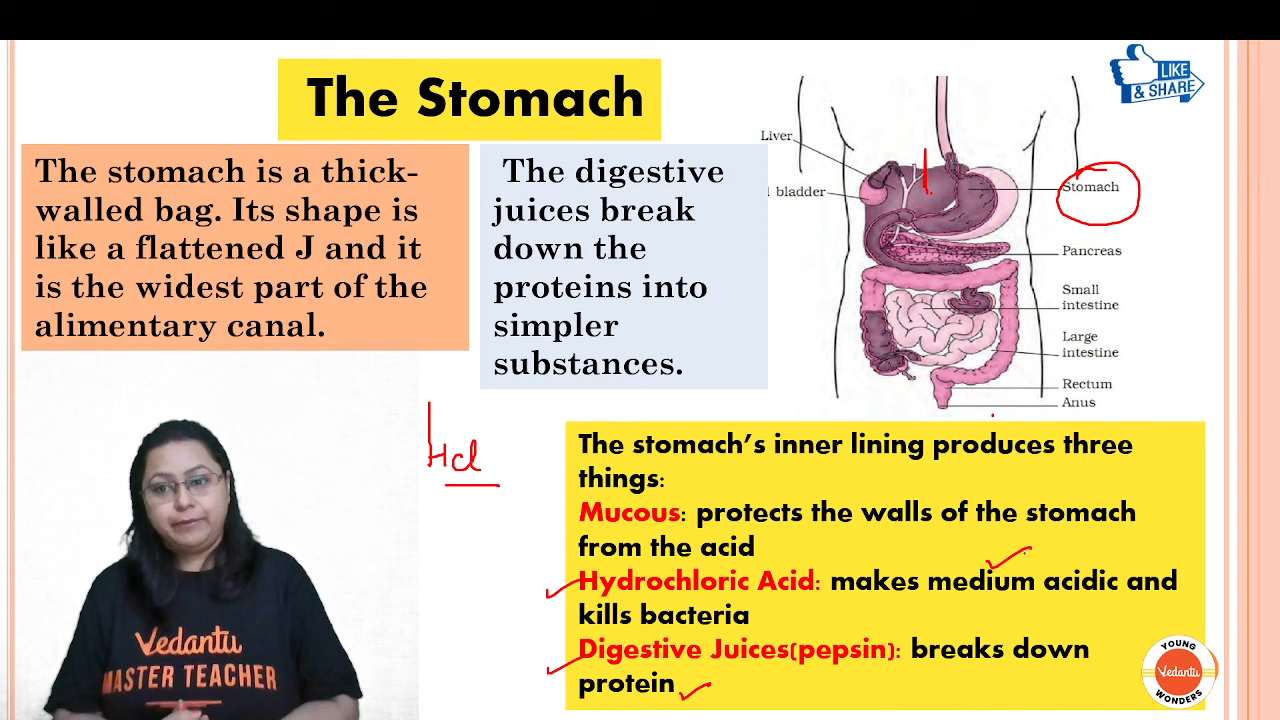 The Stomach
LIKE
& SHARE
The stomach is a thick-
walled bag. Its shape is
like a flattened J and it
is the widest part of the
alimentary canal.
The digestive
juices break
down the
proteins into
simpler
substances.
Liver
l bladder
Stomach
Pancreas
Small
intestine
Large
intestine
Rectum
Anus
Hcl
The stomach's inner lining produces three
things:
Mucous: protects the walls of the stomach
from the acid
Hydrochloric Acid: makes medium acidic and
kills bacteria
Digestive Juices(pepsin): breaks down
protein
Vedantu
MASTER TEACHER
YOUNG
Vedantu
WONDERS